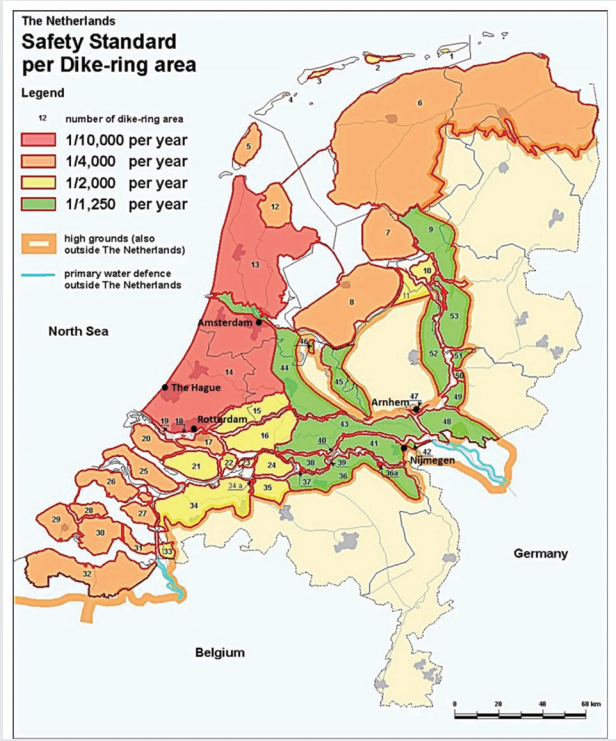 The Netherlands
Safety Standard
per Dike-ring area
Legend
12 number of dike-ring area
1/10,000 per year
1/4,000 per year
1/2,000 per year
1/1,250 per year
high grounds (also
outside The Netherlands)
primary water defence
outside The Netherlands
1
2
3
4
5
6
7
8
9
10
11
12
13
North Sea
Amsterdam
46
53
52
51
50
49
45
44
14
The Hague
47
Arnhem
15
Rotterdam
19 18
20
17
16
43
48
40
41
42
Nijmegen
21
22 23 24
38 39
36
36a
37
25
26
34 a
35
34
27
28
29
30
31
33
32
Germany
Belgium
0 20 40 60 km